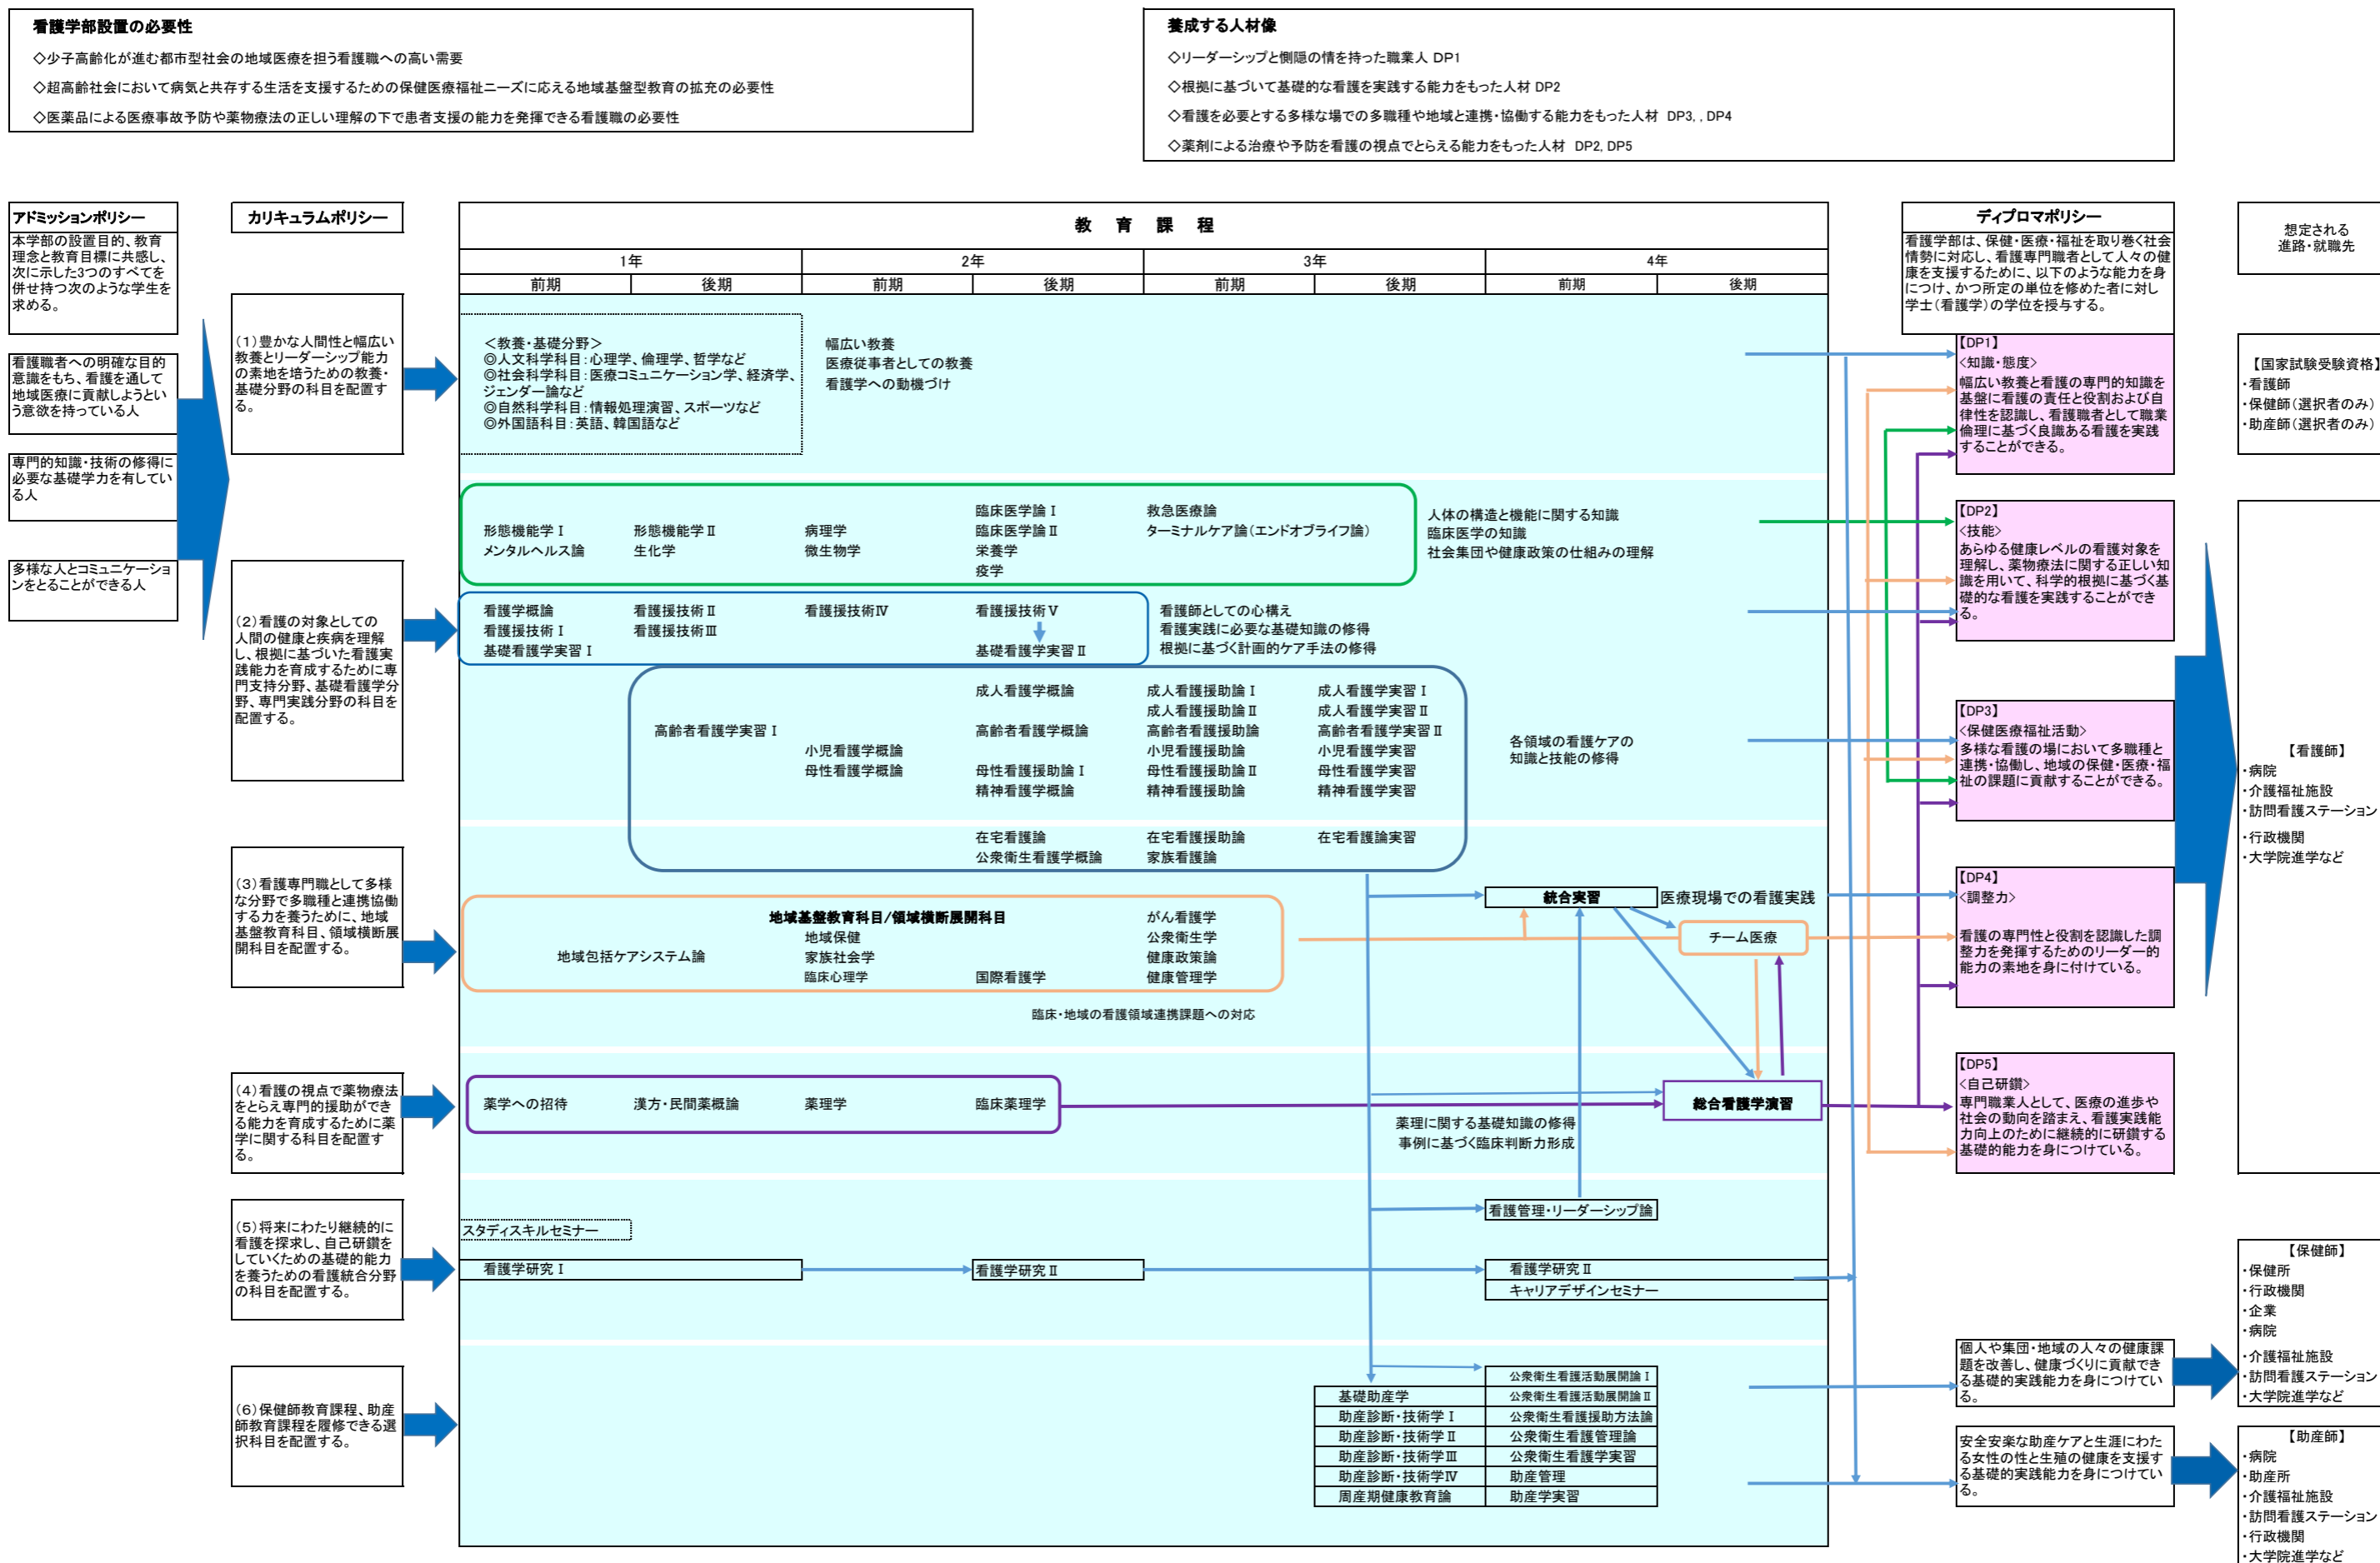 看護学部設置の必要性
◇少子高齢化が進む都市型社会の地域医療を担う看護職への高い需要
◇超高齢社会において病気と共存する生活を支援するための保健医療福祉ニーズに応える地域基盤型教育の拡充の必要性
◇医薬品による医療事故予防や薬物療法の正しい理解の下で患者支援の能力を発揮できる看護職の必要性
養成する人材像
◇リーダーシップと惻隠の情を持った職業人 DP1
◇根拠に基づいて基礎的な看護を実践する能力をもった人材 DP2
◇看護を必要とする多様な場での多職種や地域と連携・協働する能力をもった人材 DP3, , DP4
◇薬剤による治療や予防を看護の視点でとらえる能力をもった人材 DP2, DP5
アドミッションポリシー
本学部の設置目的、教育
理念と教育目標に共感し、
次に示した3つのすべてを
併せ持つ次のような学生を
求める。
看護職者への明確な目的
意識をもち、看護を通して
地域医療に貢献しようとい
う意欲を持っている人
専門的知識・技術の修得に
必要な基礎学力を有してい
る人
多様な人とコミュニケーショ
ンをとることができる人
カリキュラムポリシー
(1)豊かな人間性と幅広い
教養とリーダーシップ能力
の素地を培うための教養・
基礎分野の科目を配置す
る。
(2)看護の対象としての
人間の健康と疾病を理解
し、根拠に基づいた看護実
践能力を育成するために専
門支持分野、基礎看護学分
野、専門実践分野の科目を
配置する。
(3)看護専門職として多様
な分野で多職種と連携協働
する力を養うために、地域
基盤教育科目、領域横断展
開科目を配置する。
(4)看護の視点で薬物療法
をとらえ専門的援助ができ
る能力を育成するために薬
学に関する科目を配置す
る。
(5)将来にわたり継続的に
看護を探求し、自己研鑽を
していくための基礎的能力
を養うための看護統合分野
の科目を配置する。
(6)保健師教育課程、助産
師教育課程を履修できる選
択科目を配置する。
教 育 課 程
1年 2年 3年 4年
前期 後期 前期 後期 前期 後期 前期 後期
<教養・基礎分野>
◎人文科学科目:心理学、倫理学、哲学など
◎社会科学科目:医療コミュニケーション学、経済学、
ジェンダー論など
◎自然科学科目:情報処理演習、スポーツなど
◎外国語科目:英語、韓国語など
幅広い教養
医療従事者としての教養
看護学への動機づけ
臨床医学論Ⅰ 救急医療論
形態機能学Ⅰ 形態機能学Ⅱ 病理学 臨床医学論Ⅱ ターミナルケア論(エンドオブライフ論)
メンタルヘルス論 生化学 微生物学 栄養学
疫学
人体の構造と機能に関する知識
臨床医学の知識
社会集団や健康政策の仕組みの理解
看護学概論 看護援技術Ⅱ 看護援技術Ⅳ 看護援技術Ⅴ
看護援技術Ⅰ 看護援技術Ⅲ
基礎看護学実習Ⅰ 基礎看護学実習Ⅱ
看護師としての心構え
看護実践に必要な基礎知識の修得
根拠に基づく計画的ケア手法の修得
成人看護学概論 成人看護援助論Ⅰ 成人看護学実習Ⅰ
成人看護援助論Ⅱ 成人看護学実習Ⅱ
高齢者看護学実習Ⅰ 高齢者看護学概論 高齢者看護援助論 高齢者看護学実習Ⅱ
小児看護学概論 小児看護援助論 小児看護学実習
母性看護学概論 母性看護援助論Ⅰ 母性看護援助論Ⅱ 母性看護学実習
精神看護学概論 精神看護援助論 精神看護学実習
在宅看護論 在宅看護援助論 在宅看護論実習
公衆衛生看護学概論 家族看護論
各領域の看護ケアの
知識と技能の修得
統合実習 医療現場での看護実践
地域基盤教育科目/領域横断展開科目 がん看護学
地域保健 公衆衛生学
地域包括ケアシステム論 家族社会学 健康政策論
臨床心理学 国際看護学 健康管理学
チーム医療
臨床・地域の看護領域連携課題への対応
薬学への招待 漢方・民間薬概論 薬理学 臨床薬理学
総合看護学演習
薬理に関する基礎知識の修得
事例に基づく臨床判断力形成
看護管理・リーダーシップ論
スタディスキルセミナー
看護学研究Ⅰ 看護学研究Ⅱ 看護学研究Ⅱ
キャリアデザインセミナー
公衆衛生看護活動展開論Ⅰ
基礎助産学 公衆衛生看護活動展開論Ⅱ
助産診断・技術学Ⅰ 公衆衛生看護援助方法論
助産診断・技術学Ⅱ 公衆衛生看護管理論
助産診断・技術学Ⅲ 公衆衛生看護学実習
助産診断・技術学Ⅳ 助産管理
周産期健康教育論 助産学実習
ディプロマポリシー
看護学部は、保健・医療・福祉を取り巻く社会
情勢に対応し、看護専門職者として人々の健
康を支援するために、以下のような能力を身
につけ、かつ所定の単位を修めた者に対し
学士(看護学)の学位を授与する。
【DP1】
<知識・態度>
幅広い教養と看護の専門的知識を
基盤に看護の責任と役割および自
律性を認識し、看護職者として職業
倫理に基づく良識ある看護を実践
することができる。
【DP2】
<技能>
あらゆる健康レベルの看護対象を
理解し、薬物療法に関する正しい知
識を用いて、科学的根拠に基づく基
礎的な看護を実践することができ
る。
【DP3】
<保健医療福祉活動>
多様な看護の場において多職種と
連携・協働し、地域の保健・医療・福
祉の課題に貢献することができる。
【DP4】
<調整力>
看護の専門性と役割を認識した調
整力を発揮するためのリーダー的
能力の素地を身に付けている。
【DP5】
<自己研鑽>
専門職業人として、医療の進歩や
社会の動向を踏まえ、看護実践能
力向上のために継続的に研鑽する
基礎的能力を身につけている。
個人や集団・地域の人々の健康課
題を改善し、健康づくりに貢献でき
る基礎的実践能力を身につけてい
る。
安全安楽な助産ケアと生涯にわた
る女性の性と生殖の健康を支援す
る基礎的実践能力を身につけてい
る。
想定される
進路・就職先
【国家試験受験資格】
・看護師
・保健師(選択者のみ)
・助産師(選択者のみ)
【看護師】
・病院
・介護福祉施設
・訪問看護ステーション
・行政機関
・大学院進学など
【保健師】
・保健所
・行政機関
・企業
・病院
・介護福祉施設
・訪問看護ステーション
・大学院進学など
【助産師】
・病院
・助産所
・介護福祉施設
・訪問看護ステーション
・行政機関
・大学院進学など